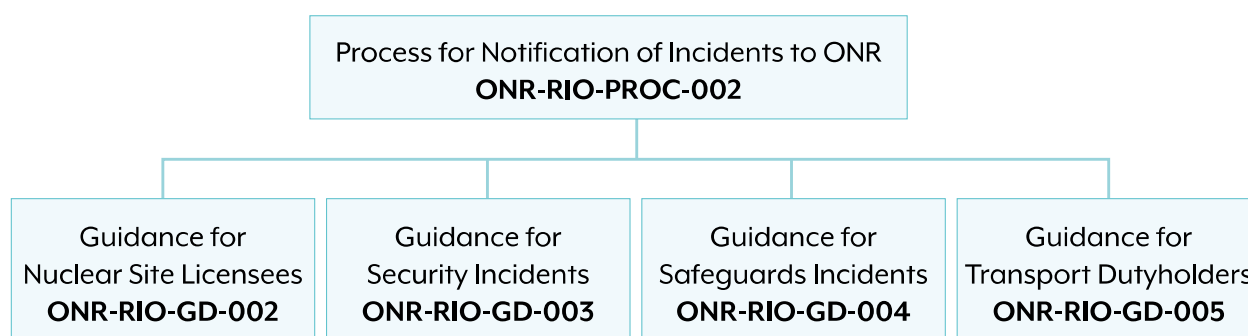 Process for Notification of Incidents to ONR
ONR-RIO-PROC-002
Guidance for
Nuclear Site Licensees
ONR-RIO-GD-002
Guidance for
Security Incidents
ONR-RIO-GD-003
Guidance for
Safeguards Incidents
ONR-RIO-GD-004
Guidance for
Transport Dutyholders
ONR-RIO-GD-005